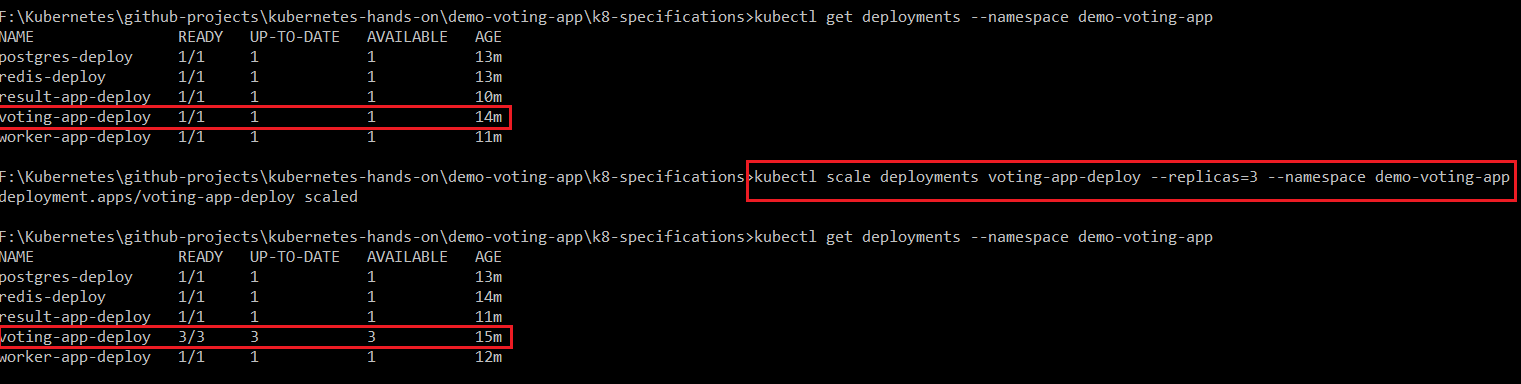 F:\Kubernetes\github-projects\kubernetes-hands-on\demo-voting-app\k8-specifications>kubectl get deployments --namespace demo-voting-app
NAME READY UP-TO-DATE AVAILABLE AGE
postgres-deploy 1/1 1 1 13m
redis-deploy 1/1 1 1 13m
result-app-deploy 1/1 1 1 10m
voting-app-deploy 1/1 1 1 14m
worker-app-deploy 1/1 1 1 11m
F:\Kubernetes\github-projects\kubernetes-hands-on\demo-voting-app\k8-specifications>kubectl scale deployments voting-app-deploy --replicas=3 --namespace demo-voting-app
deployment.apps/voting-app-deploy scaled
F:\Kubernetes\github-projects\kubernetes-hands-on\demo-voting-app\k8-specifications>kubectl get deployments --namespace demo-voting-app
NAME READY UP-TO-DATE AVAILABLE AGE
postgres-deploy 1/1 1 1 13m
redis-deploy 1/1 1 1 14m
result-app-deploy 1/1 1 1 11m
voting-app-deploy 3/3 3 3 15m
worker-app-deploy 1/1 1 1 12m